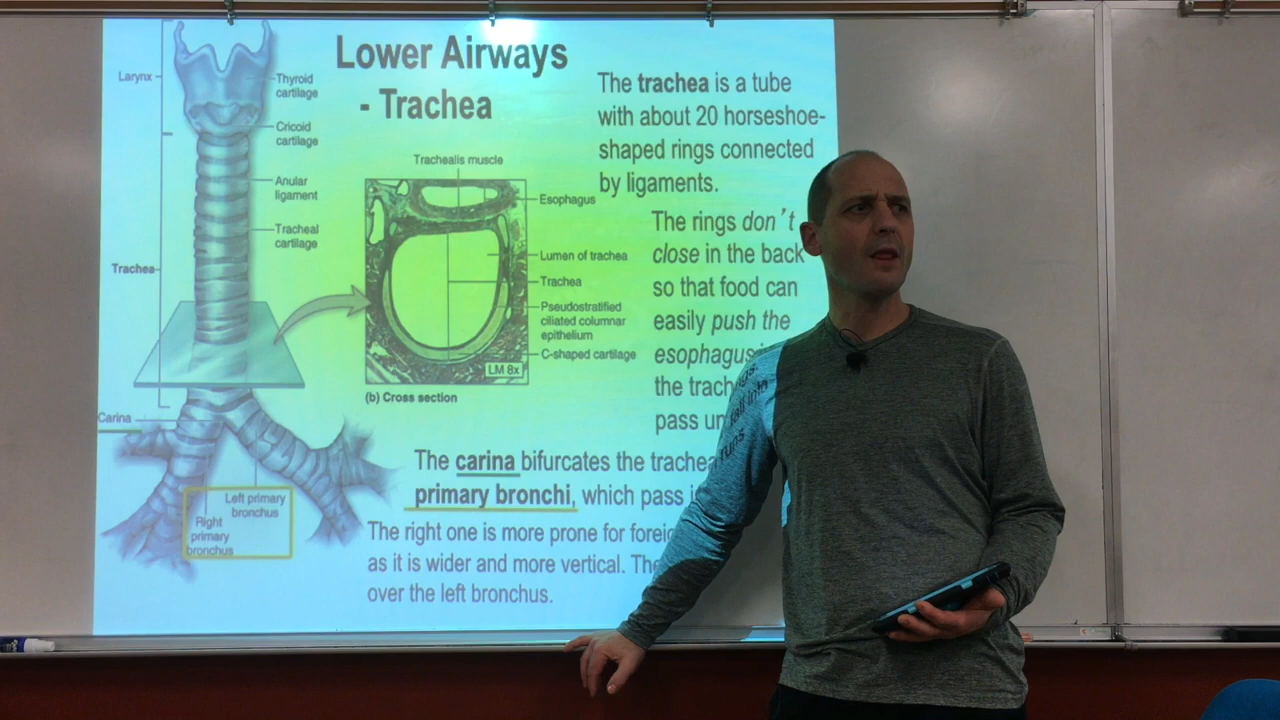 Lower Airways
- Trachea
Larynx
Thyroid
cartilage
Cricoid
cartilage
Anular
ligament
Tracheal
cartilage
Trachea
Carina
Left primary
bronchus
Right
primary
bronchus
Trachealis muscle
Esophagus
Lumen of trachea
Trachea
Pseudostratified
ciliated columnar
epithelium
C-shaped cartilage
LM 8x
(b) Cross section
The trachea is a tube
with about 20 horseshoe-
shaped rings connected
by ligaments.
The rings don't
close in the back
so that food can
easily push the
esophagus
the trach
pass un
The carina bifurcates the trachea
primary bronchi, which pass
The right one is more prone for foreig
as it is wider and more vertical. The
over the left bronchus.
fall into
runs